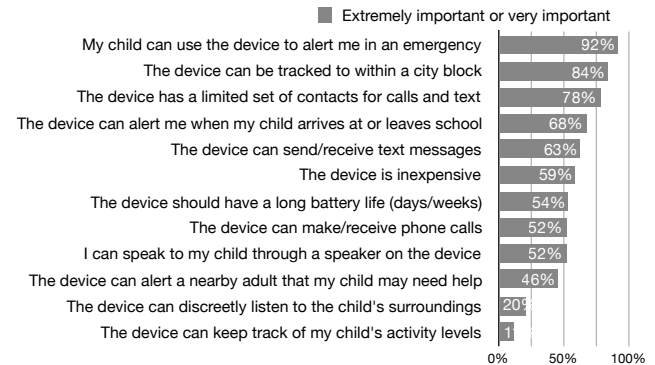 Extremely important or very important
My child can use the device to alert me in an emergency 92%
The device can be tracked to within a city block 84%
The device has a limited set of contacts for calls and text 78%
The device can alert me when my child arrives at or leaves school 68%
The device can send/receive text messages 63%
The device is inexpensive 59%
The device should have a long battery life (days/weeks) 54%
The device can make/receive phone calls 52%
I can speak to my child through a speaker on the device 52%
The device can alert a nearby adult that my child may need help 46%
The device can discreetly listen to the child's surroundings 20%
The device can keep track of my child's activity levels
0% 50% 100%